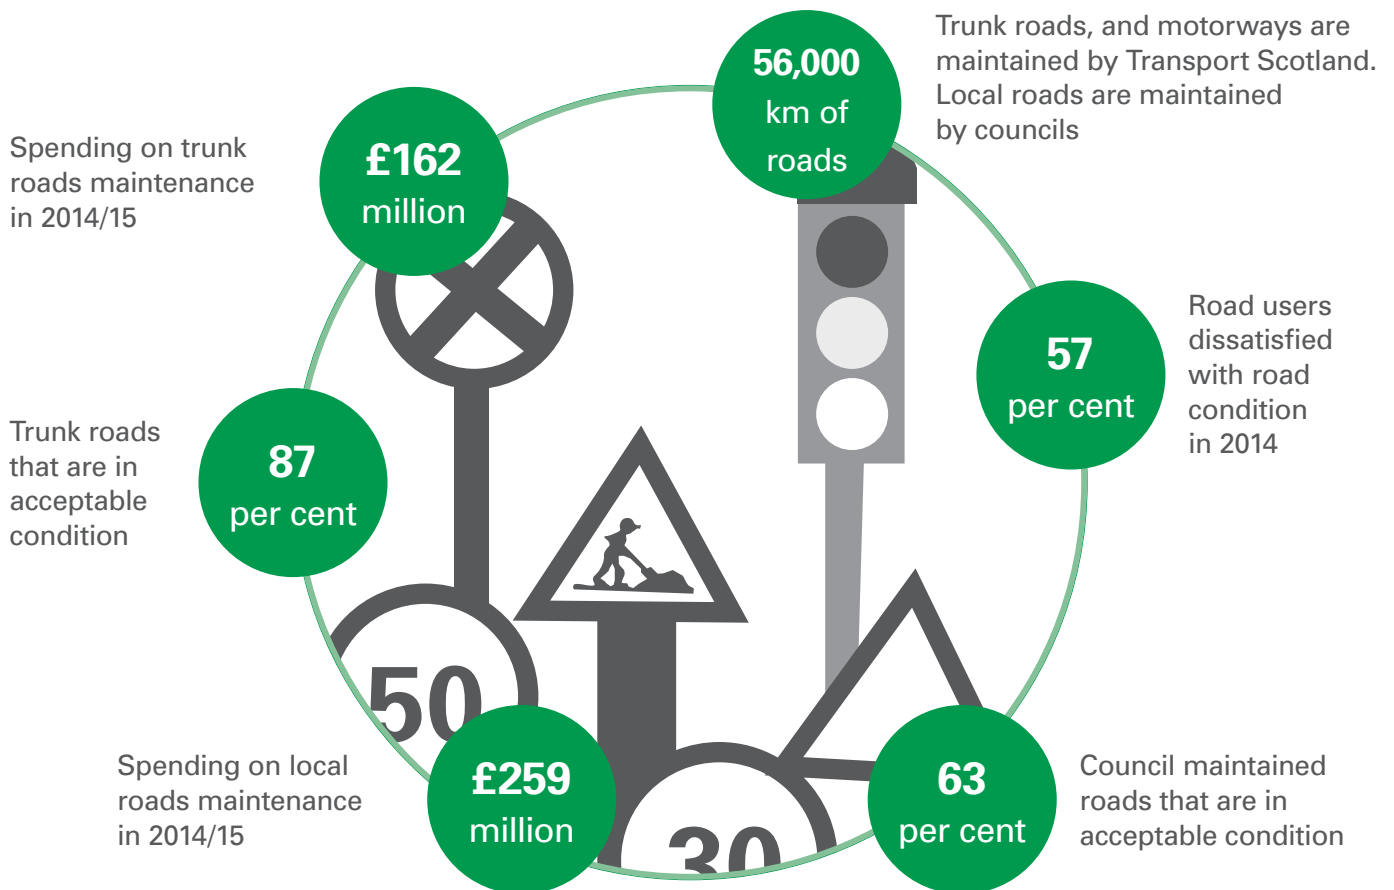 56,000
km of
roads
Trunk roads, and motorways are
maintained by Transport Scotland.
Local roads are maintained
by councils
Spending on trunk
roads maintenance
in 2014/15
£162
million
57
per cent
Road users
dissatisfied
with road
condition
in 2014
Trunk roads
that are in
acceptable
condition
87
per cent
50
Spending on local
roads maintenance
in 2014/15
£259
million
30
63
per cent
Council maintained
roads that are in
acceptable condition